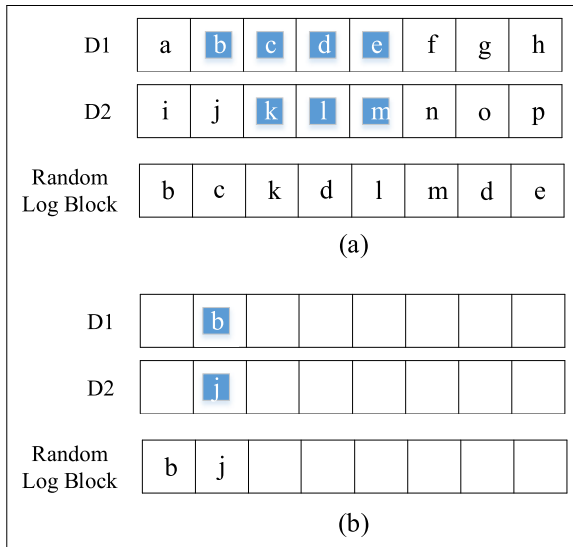 D1 a b c d e f g h
D2 i j k l m n o p
Random
Log Block b c k d l m d e
(a)
D1 b
D2 j
Random
Log Block b j
(b)